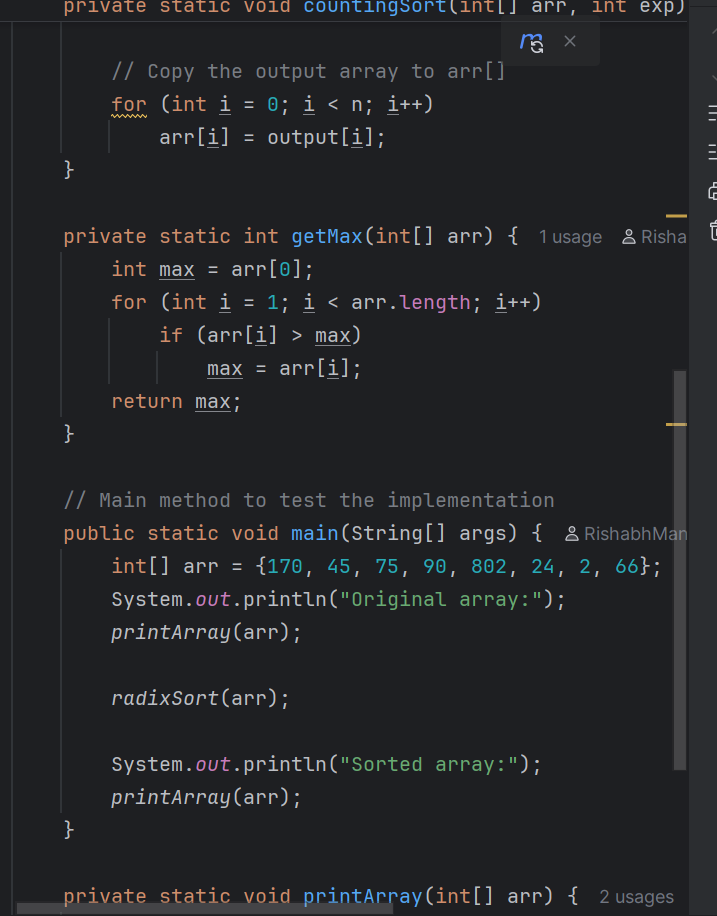 private static void countingSort(int[] arr, int exp)
// Copy the output array to arr[]
for (int i = 0; i < n; i++)
arr[i] = output[i];
}
private static int getMax(int[] arr) { 1 usage Risha
int max = arr[0];
for (int i = 1; i < arr.length; i++)
if (arr[i] > max)
max = arr[i];
return max;
}
// Main method to test the implementation
public static void main(String[] args) { RishabhMan
int[] arr = {170, 45, 75, 90, 802, 24, 2, 66};
System.out.println("Original array:");
printArray(arr);
radixSort(arr);
System.out.println("Sorted array:");
printArray(arr);
}
private static void printArray(int[] arr) { 2 usages